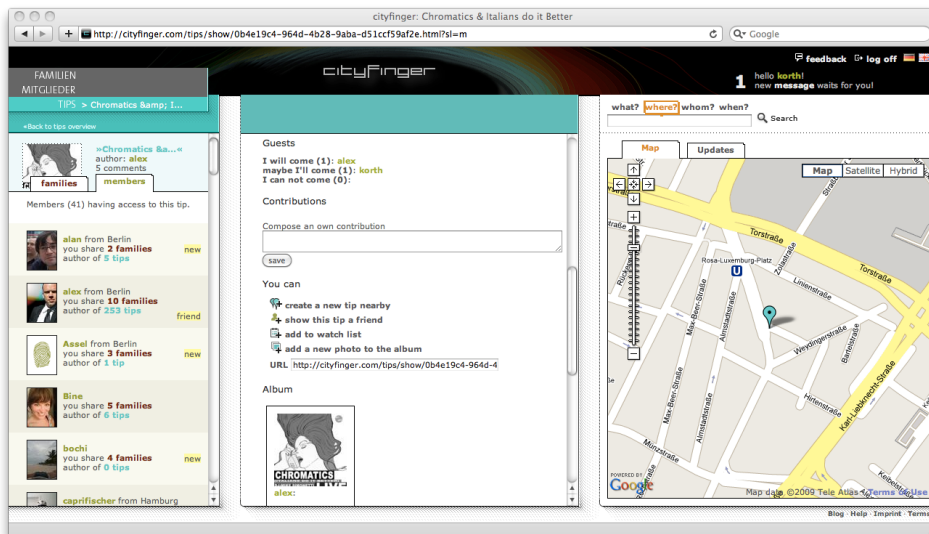 cityfinger: Chromatics & Italians do it Better
http://cityfinger.com/tips/show/0b4e19c4-964d-4b28-9aba-d51ccf59af2e.html?sl=m
Google
feedback
log off
cityFinger
1 hello korth!
new message waits for you!
FAMILIEN
MITGLIEDER
TIPS > Chromatics &amp; I...
«Back to tips overview
»Chromatics &a...«
author: alex
5 comments
families
members
Members (41) having access to this tip.
alan from Berlin
you share 2 families
author of 5 tips
new
alex from Berlin
you share 10 families
author of 253 tips
friend
Assel from Berlin
you share 3 families
author of 1 tip
new
Bine
you share 5 families
author of 6 tips
bochi
you share 4 families
author of 0 tips
new
caprifischer from Hamburg
Guests
I will come (1): alex
maybe I'll come (1): korth
I can not come (0):
Contributions
Compose an own contribution
save
You can
create a new tip nearby
show this tip a friend
add to watch list
add a new photo to the album
URL http://cityfinger.com/tips/show/0b4e19c4-964d-4
Album
CHROMATICS
LIVE
alex:
what? where? whom? when?
Search
Map
Updates
Map Satellite Hybrid
Torstraße
Rosa-Luxemburg-Platz
U
Zolastraße
Torstraße
Linienstraße
Max-Beer-Straße
Almstadtstraße
Weydingerstraße
Bartelstraße
Hirtenstraße
Max-Beer-Straße
Almstadtstraße
Karl-Liebknecht-Straße
Münzstraße
POWERED BY
Google
Map data ©2009 Tele Atlas - Terms of Use
Blog · Help · Imprint · Terms